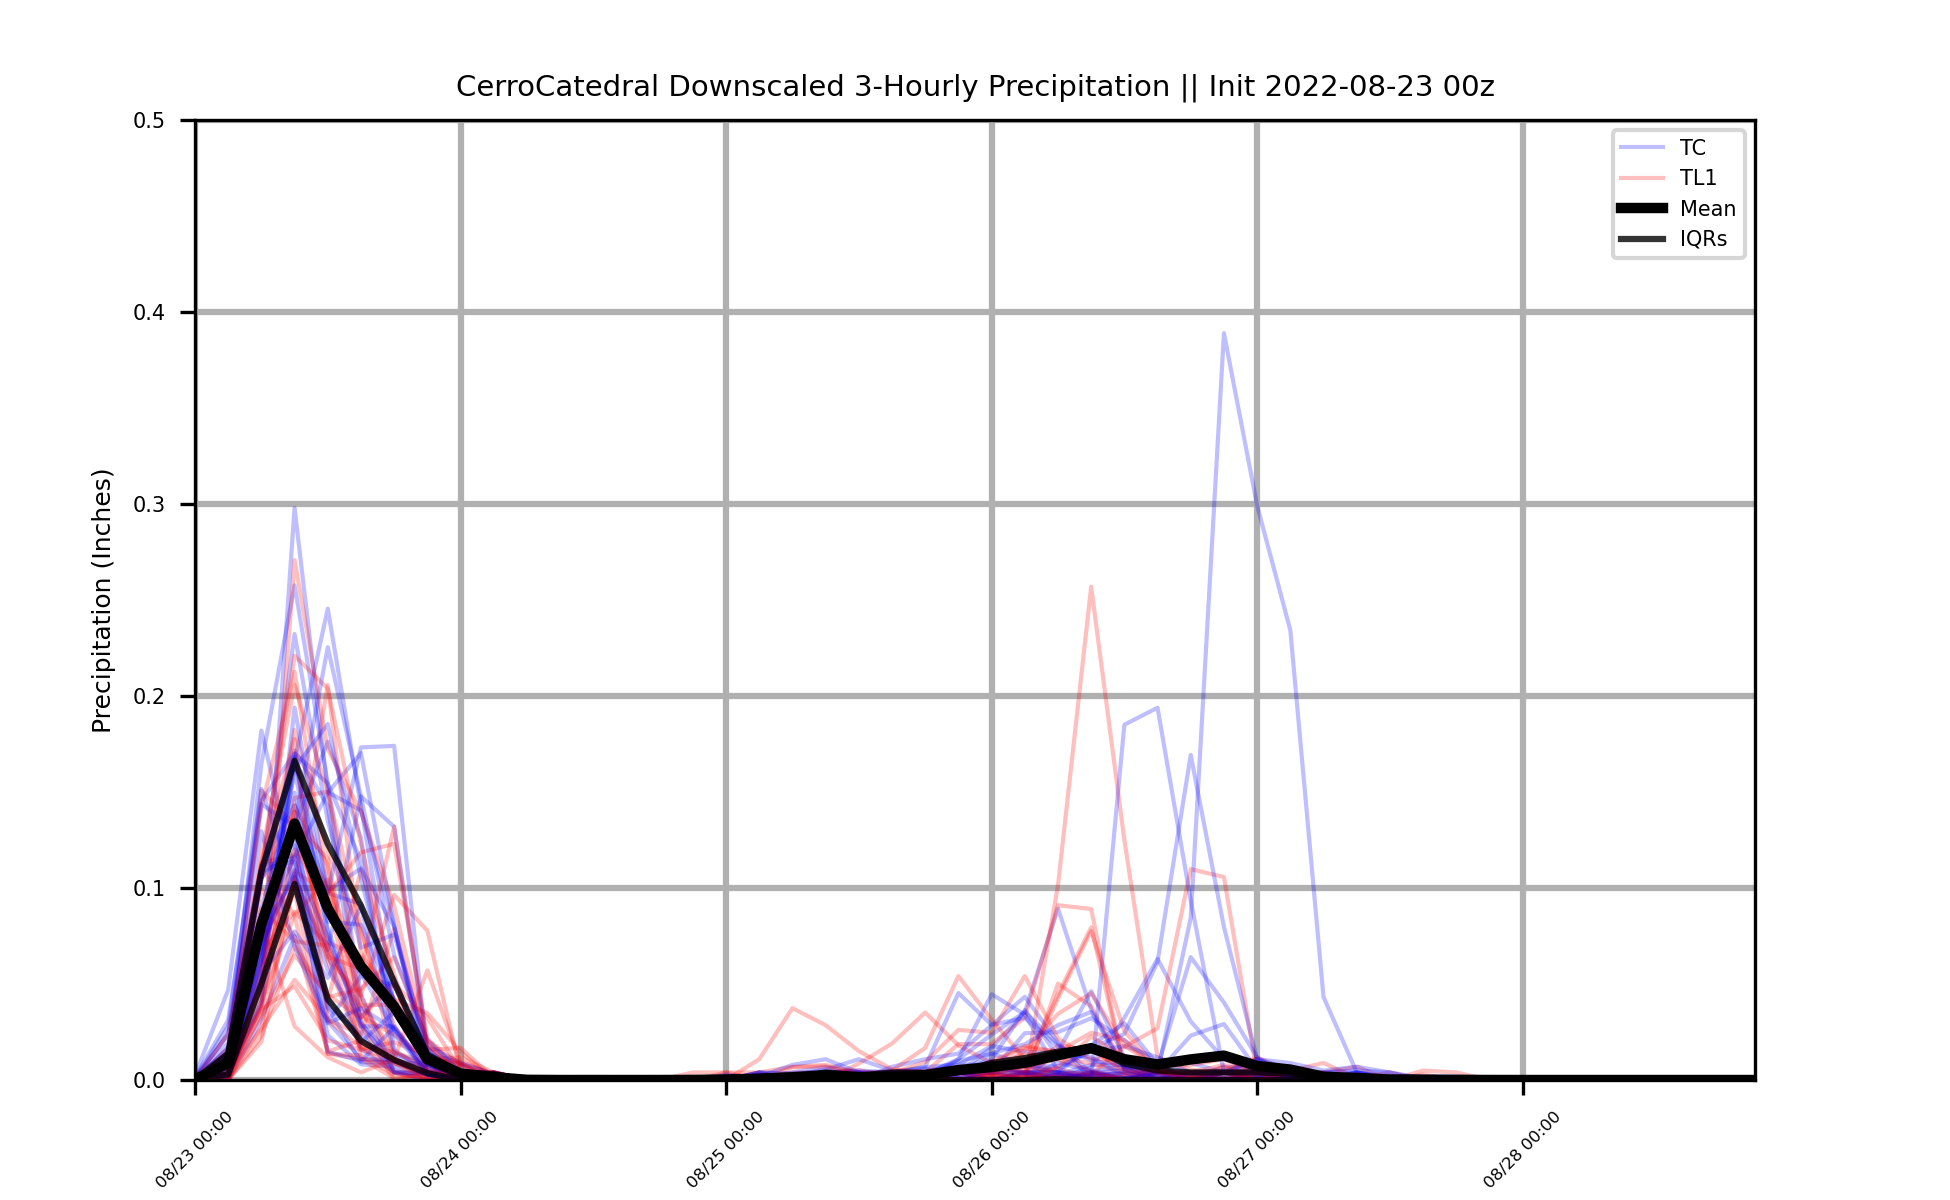 CerroCatedral Downscaled 3-Hourly Precipitation || Init 2022-08-23 00z
0.5
0.4
0.3
0.2
0.1
0.0
Precipitation (Inches)
TC
TL1
Mean
IQRs
08/23 00:00
08/24 00:00
08/25 00:00
08/26 00:00
08/27 00:00
08/28 00:00